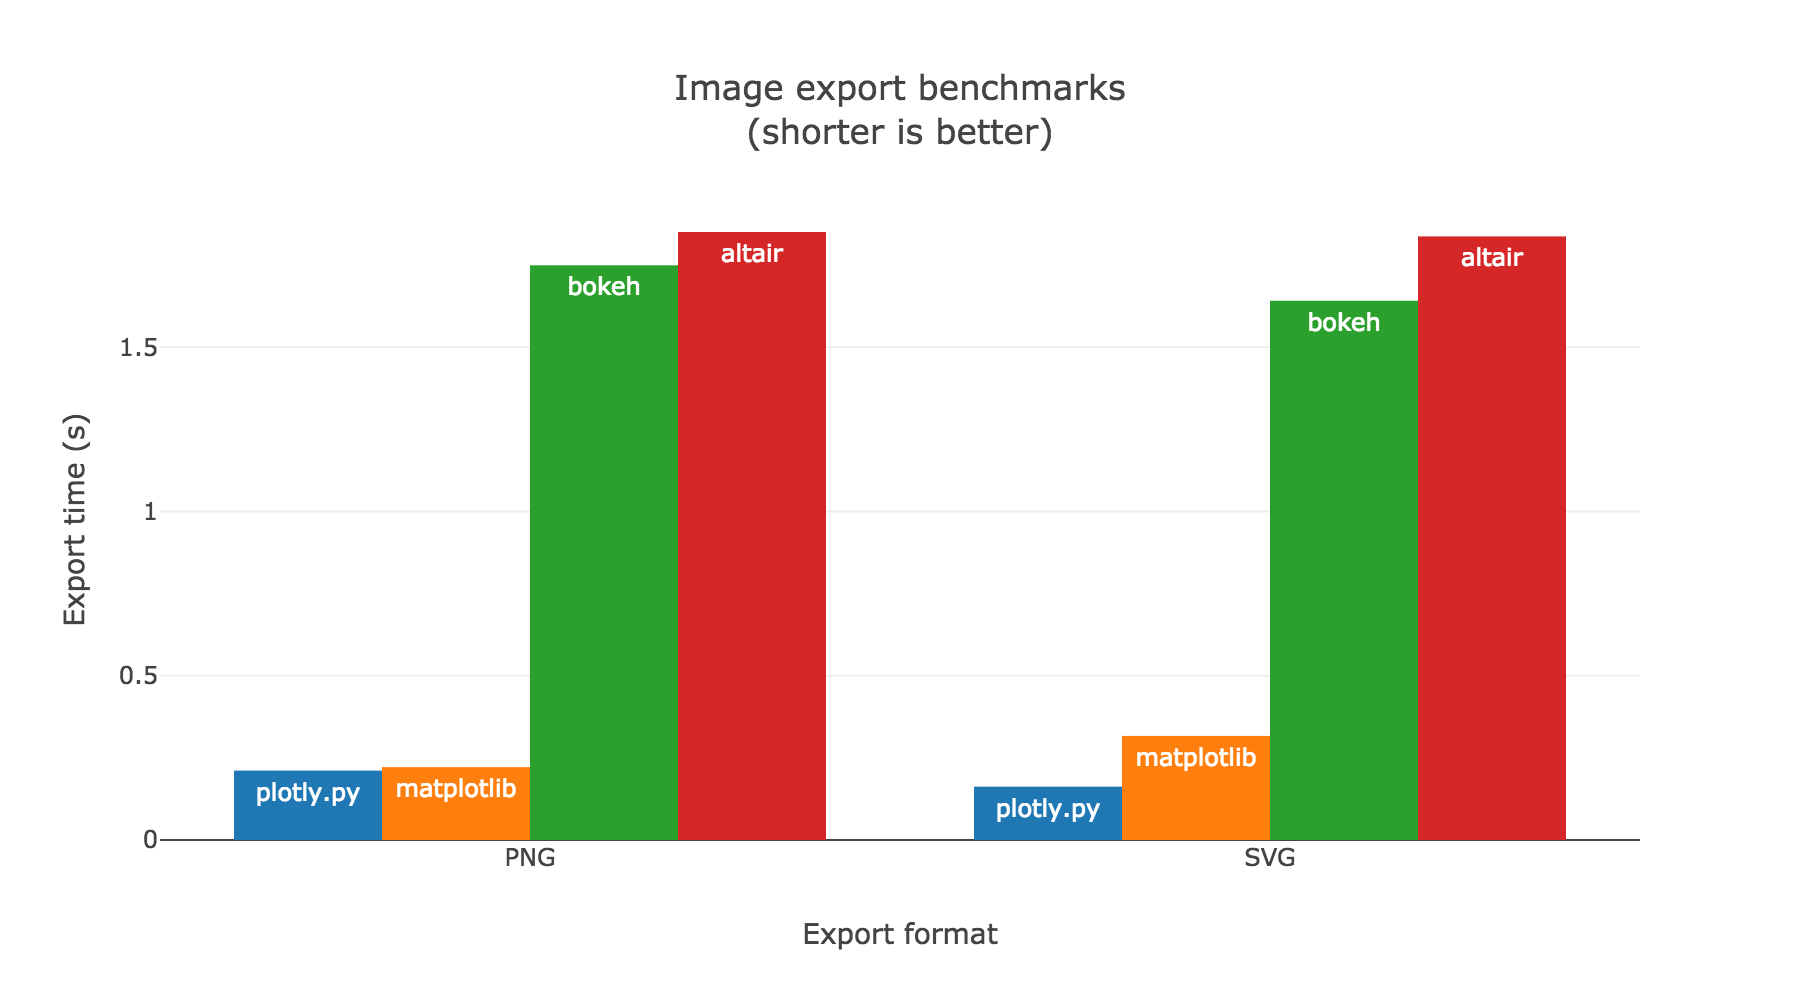 Image export benchmarks
(shorter is better)
Export time (s)
1.5
1
0.5
0
plotly.py
matplotlib
bokeh
altair
plotly.py
matplotlib
bokeh
altair
PNG
SVG
Export format